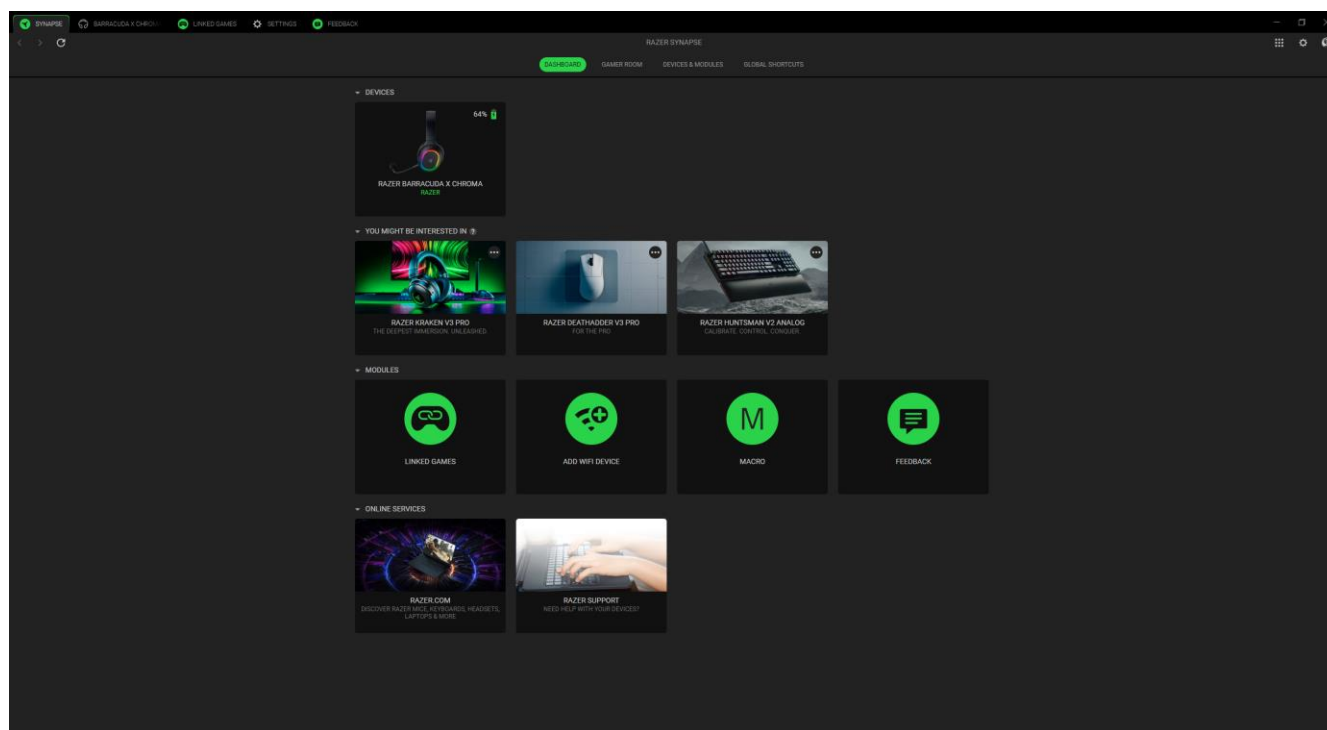 SYNAPSE
BARRACUDA X CHRO
LINKED GAMES
SETTINGS
FEEDBACK
RAZER SYNAPSE
DASHBOARD
GAMER ROOM
DEVICES & MODULES
GLOBAL SHORTCUTS
DEVICES
64%
RAZER BARRACUDA X CHROMA
RAZER
YOU MIGHT BE INTERESTED IN ?
RAZER KRAKEN V3 PRO
THE DEEPEST IMMERSION. UNLEASHED.
RAZER DEATHADDER V3 PRO
FOR THE PRO
RAZER HUNTSMAN V2 ANALOG
CALIBRATE. CONTROL. CONQUER.
MODULES
LINKED GAMES
ADD WIFI DEVICE
M
MACRO
FEEDBACK
ONLINE SERVICES
RAZER.COM
DISCOVER RAZER MICE, KEYBOARDS, HEADSETS,
LAPTOPS & MORE
RAZER SUPPORT
NEED HELP WITH YOUR DEVICES?